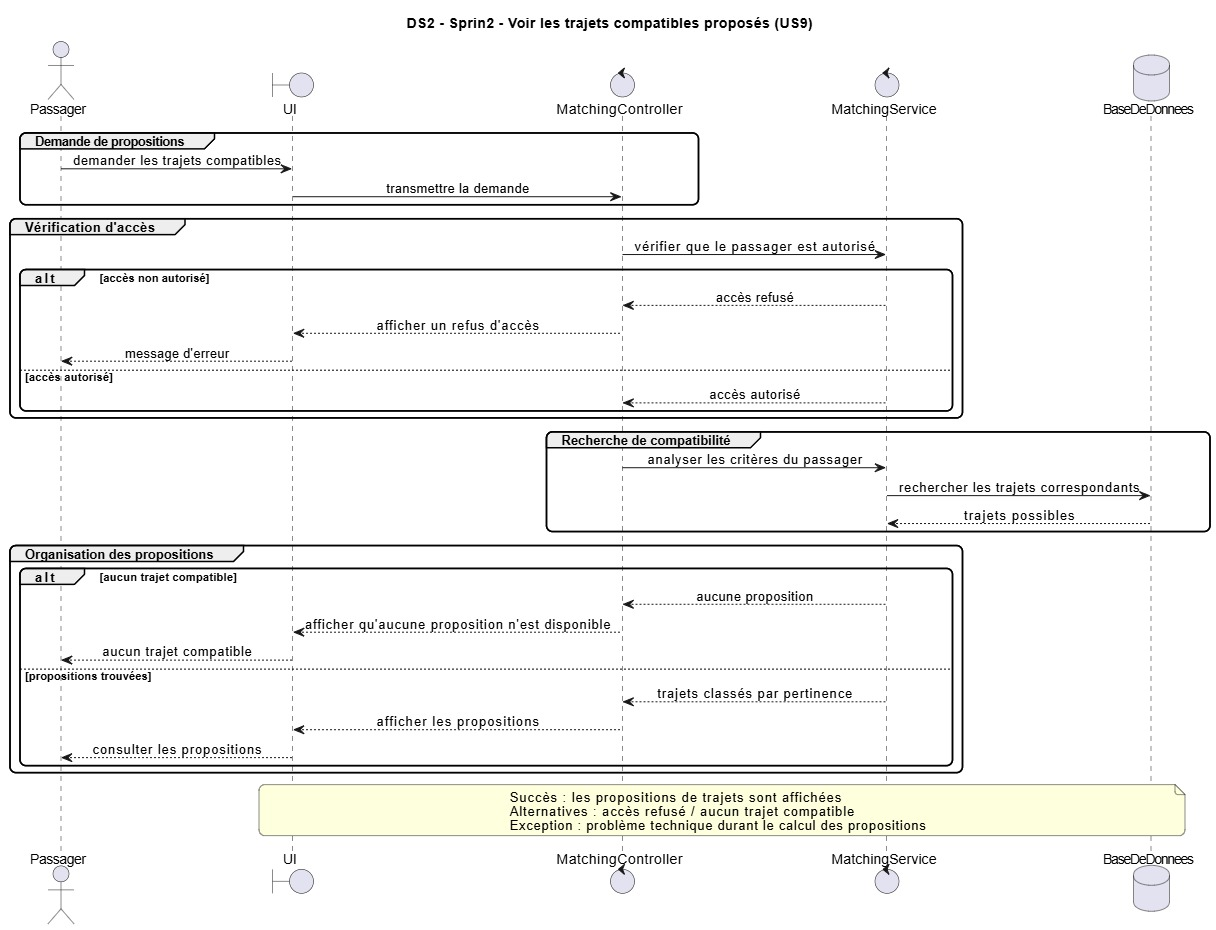 DS2 - Sprin2 - Voir les trajets compatibles proposés (US9)
Passager
UI
MatchingController
MatchingService
BaseDeDonnees
Demande de propositions
demander les trajets compatibles
transmettre la demande
Vérification d'accès
vérifier que le passager est autorisé
alt
[accès non autorisé]
accès refusé
afficher un refus d'accès
message d'erreur
[accès autorisé]
accès autorisé
Recherche de compatibilité
analyser les critères du passager
rechercher les trajets correspondants
trajets possibles
Organisation des propositions
alt
[aucun trajet compatible]
aucune proposition
afficher qu'aucune proposition n'est disponible
aucun trajet compatible
[propositions trouvées]
trajets classés par pertinence
afficher les propositions
consulter les propositions
Succès : les propositions de trajets sont affichées
Alternatives : accès refusé / aucun trajet compatible
Exception : problème technique durant le calcul des propositions
Passager
UI
MatchingController
MatchingService
BaseDeDonnees